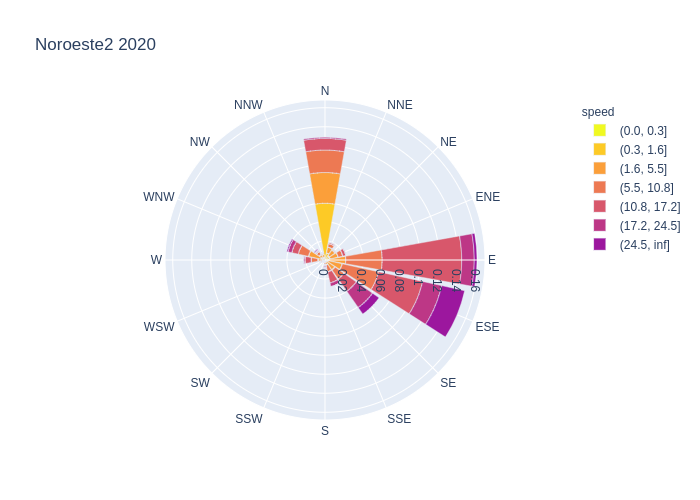 Noroeste2 2020
N
NNE
NE
ENE
E
ESE
SE
SSE
S
SSW
SW
WSW
W
WNW
NW
NNW
0
0.02
0.04
0.06
0.08
0.1
0.12
0.14
0.16
speed
(0.0, 0.3]
(0.3, 1.6]
(1.6, 5.5]
(5.5, 10.8]
(10.8, 17.2]
(17.2, 24.5]
(24.5, inf]